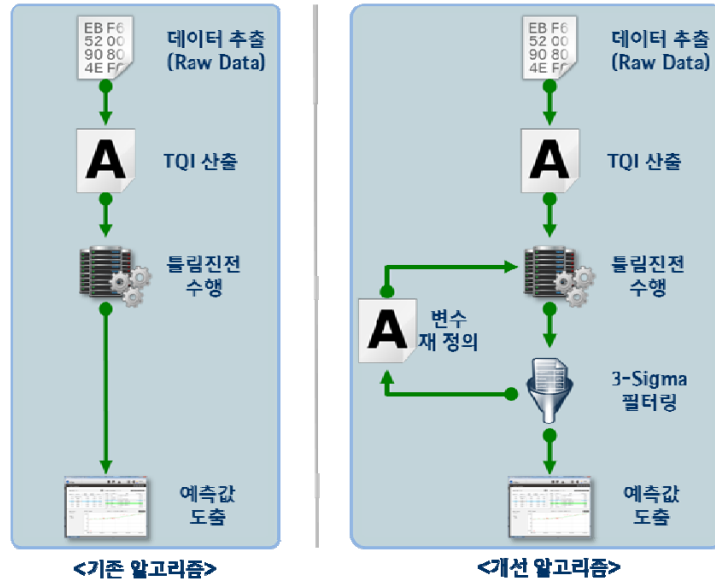 EB F6
52 00
90 80
4E F0
데이터 추출
(Raw Data)
A
TQI 산출
틀림진전
수행
예측값
도출
<기존 알고리즘>
EB F6
52 00
90 80
4E F0
데이터 추출
(Raw Data)
A
TQI 산출
틀림진전
수행
A
변수
재 정의
3-Sigma
필터링
예측값
도출
<개선 알고리즘>